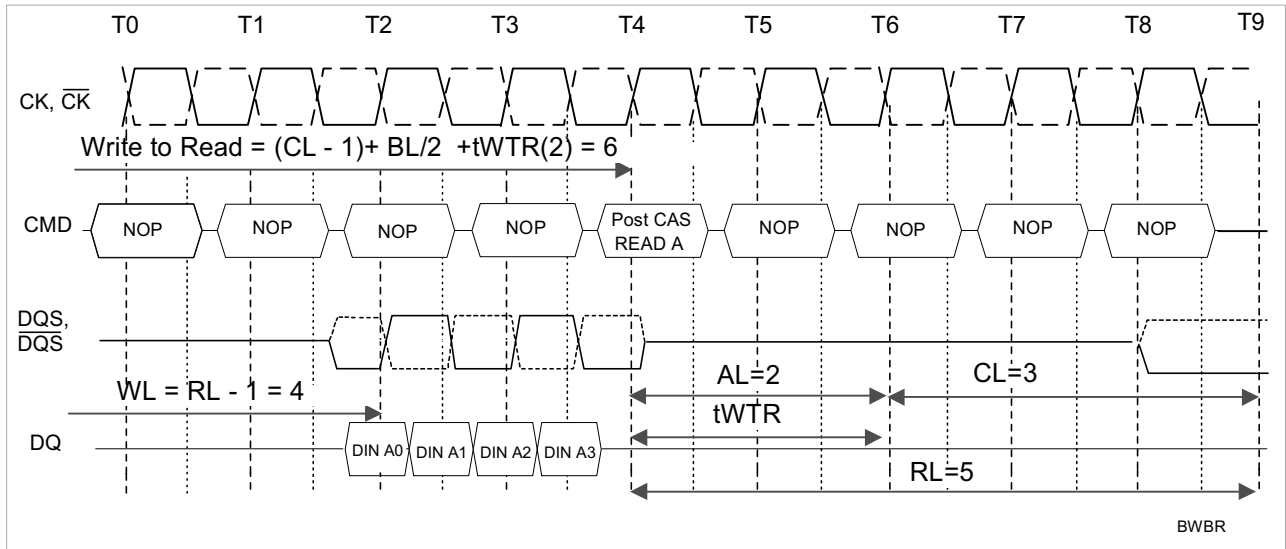 T0 T1 T2 T3 T4 T5 T6 T7 T8 T9
CK, CK
Write to Read = (CL - 1)+ BL/2 +tWTR(2) = 6
CMD NOP NOP NOP NOP Post CAS READ A NOP NOP NOP NOP
DQS,
DQS
AL=2 CL=3
WL = RL - 1 = 4
tWTR
DQ DIN A0 DIN A1 DIN A2 DIN A3
RL=5
BWBR